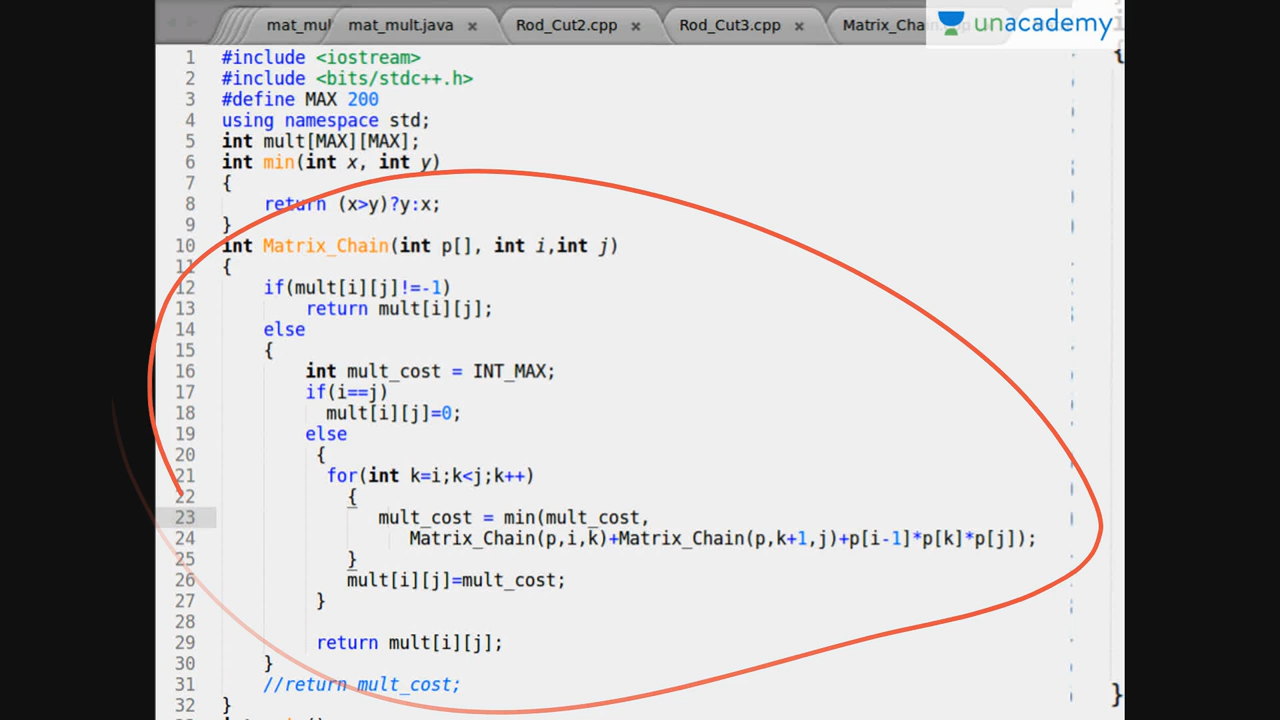 mat_mul mat_mult.java × Rod_Cut2.cpp × Rod_Cut3.cpp × Matrix_Chai
unacademy
1 #include <iostream>
2 #include <bits/stdc++.h>
3 #define MAX 200
4 using namespace std;
5 int mult[MAX][MAX];
6 int min(int x, int y)
7 {
8 return (x>y)?y:x;
9 }
10 int Matrix_Chain(int p[], int i,int j)
11 {
12 if(mult[i][j]!=-1)
13 return mult[i][j];
14 else
15 {
16 int mult_cost = INT_MAX;
17 if(i==j)
18 mult[i][j]=0;
19 else
20 {
21 for(int k=i;k<j;k++)
22 {
23 mult_cost = min(mult_cost,
24 Matrix_Chain(p,i,k)+Matrix_Chain(p,k+1,j)+p[i-1]*p[k]*p[j]);
25 }
26 mult[i][j]=mult_cost;
27 }
28
29 return mult[i][j];
30 }
31 //return mult_cost;
32 }